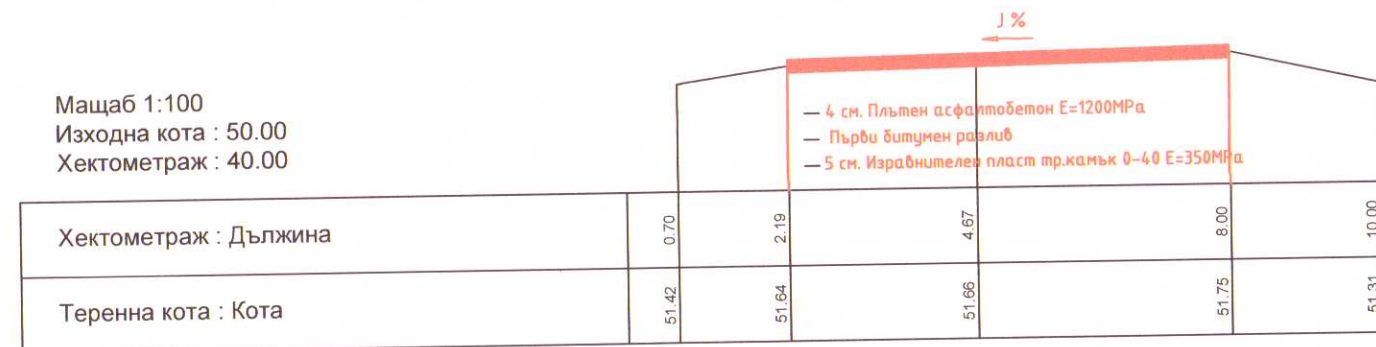 J %
Мащаб 1:100
Изходна кота : 50.00
Хектометраж : 40.00
— 4 см. Плътен асфалтобетон E=1200MPa
— Първи битумен разлив
— 5 см. Изравнителен пласт тр.камък 0-40 E=350MPa
Хектометраж : Дължина 0.70 2.19 4.67 8.00 10.00
Теренна кота : Кота 51.42 51.64 51.66 51.75 51.31